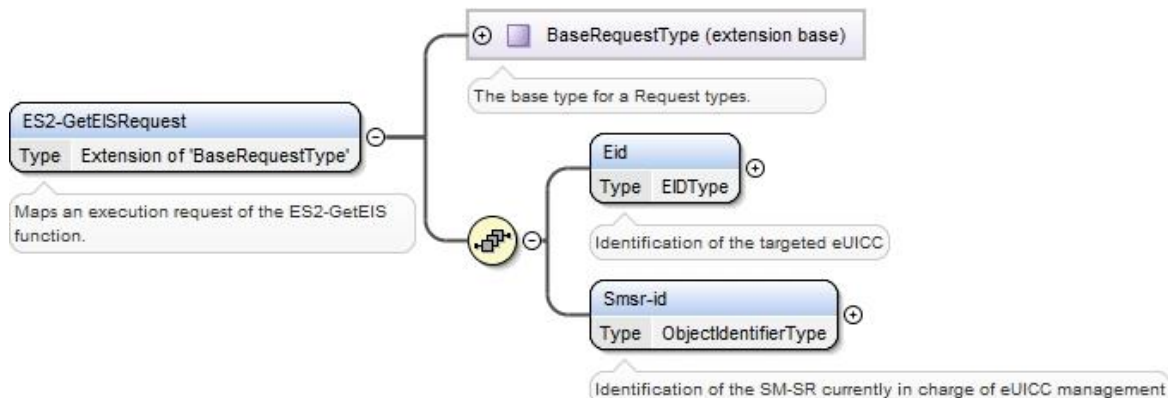 BaseRequestType (extension base)
The base type for a Request types.
ES2-GetEISRequest
Type Extension of 'BaseRequestType'
Maps an execution request of the ES2-GetEIS
function.
Eid
Type EIDType
Identification of the targeted eUICC
Smsr-id
Type ObjectIdentifierType
Identification of the SM-SR currently in charge of eUICC management